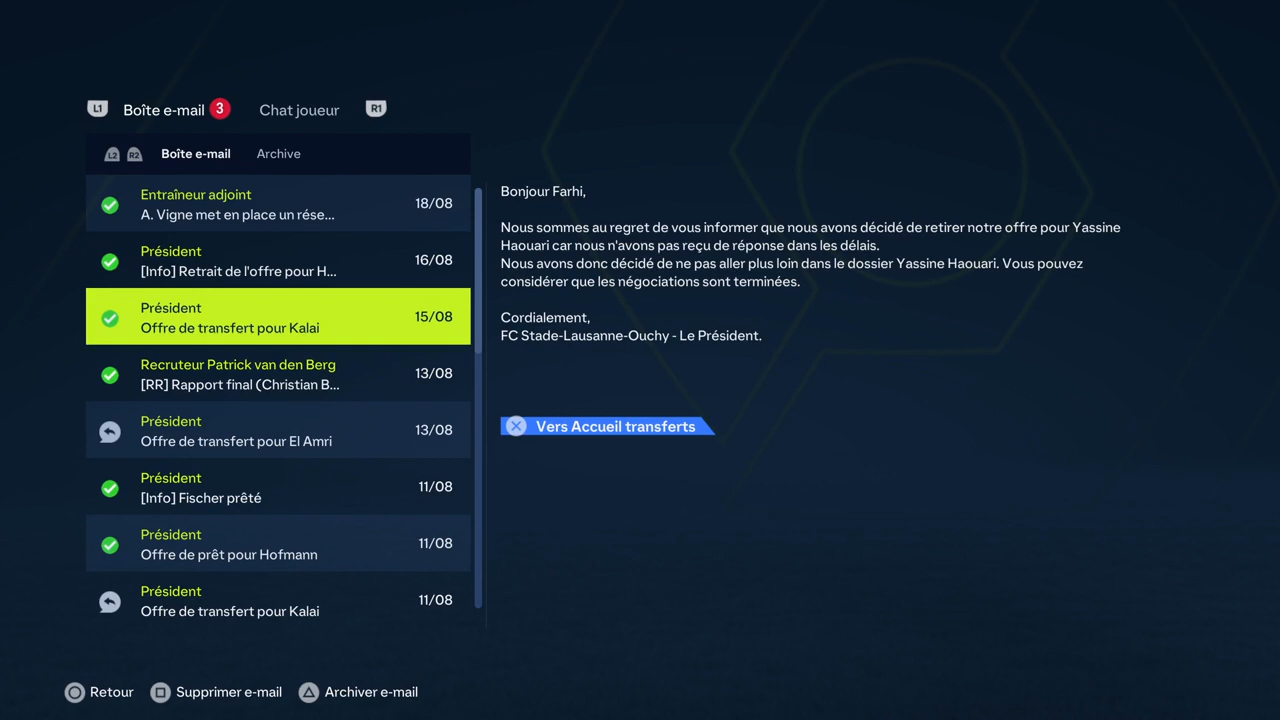 L1 Boîte e-mail 3 Chat joueur R1
L2 R2 Boîte e-mail Archive
Entraîneur adjoint
A. Vigne met en place un rése... 18/08
Président
[Info] Retrait de l'offre pour H... 16/08
Président
Offre de transfert pour Kalai 15/08
Recruteur Patrick van den Berg
[RR] Rapport final (Christian B... 13/08
Président
Offre de transfert pour El Amri 13/08
Président
[Info] Fischer prêté 11/08
Président
Offre de prêt pour Hofmann 11/08
Président
Offre de transfert pour Kalai 11/08
Bonjour Farhi,
Nous sommes au regret de vous informer que nous avons décidé de retirer notre offre pour Yassine
Haouari car nous n'avons pas reçu de réponse dans les délais.
Nous avons donc décidé de ne pas aller plus loin dans le dossier Yassine Haouari. Vous pouvez
considérer que les négociations sont terminées.
Cordialement,
FC Stade-Lausanne-Ouchy - Le Président.
Vers Accueil transferts
Retour Supprimer e-mail Archiver e-mail